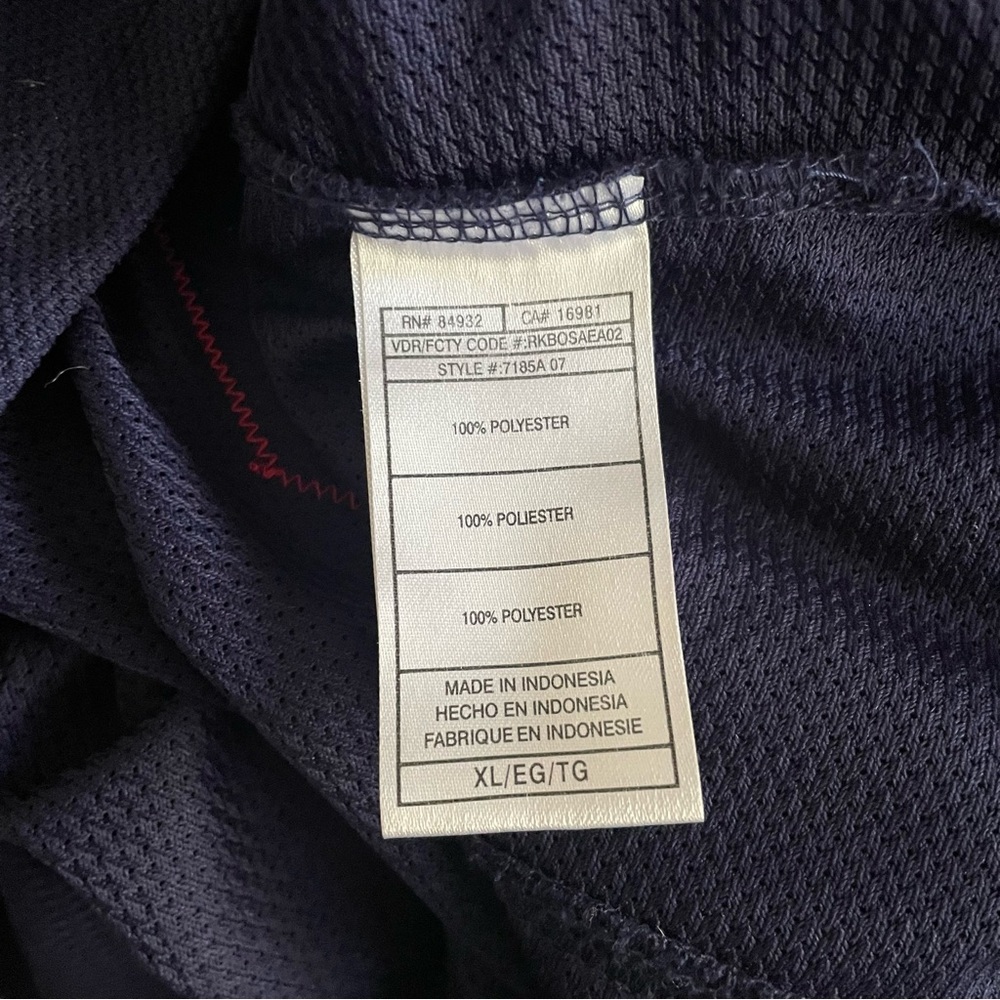 RN# 84932 CA# 16981
VDR/FCTY CODE #:RKBOSAEA02
STYLE #:7185A 07
100% POLYESTER
100% POLIESTER
100% POLYESTER
MADE IN INDONESIA
HECHO EN INDONESIA
FABRIQUE EN INDONESIE
XL/EG/TG